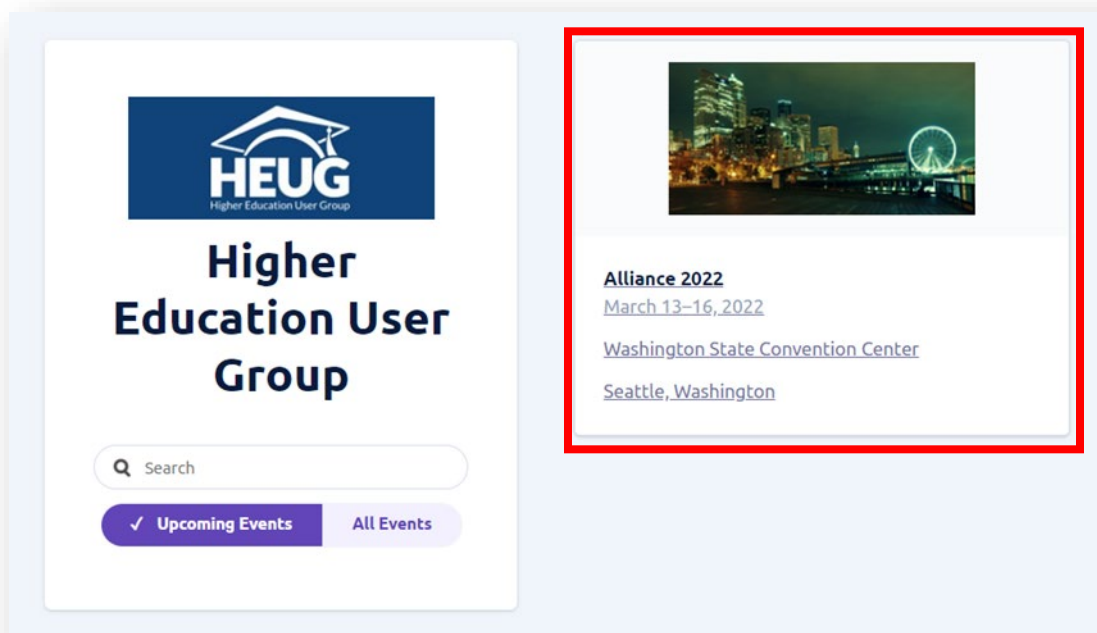 HEUG
Higher Education User Group
Higher
Education User
Group
Search
✓ Upcoming Events
All Events
Alliance 2022
March 13–16, 2022
Washington State Convention Center
Seattle, Washington